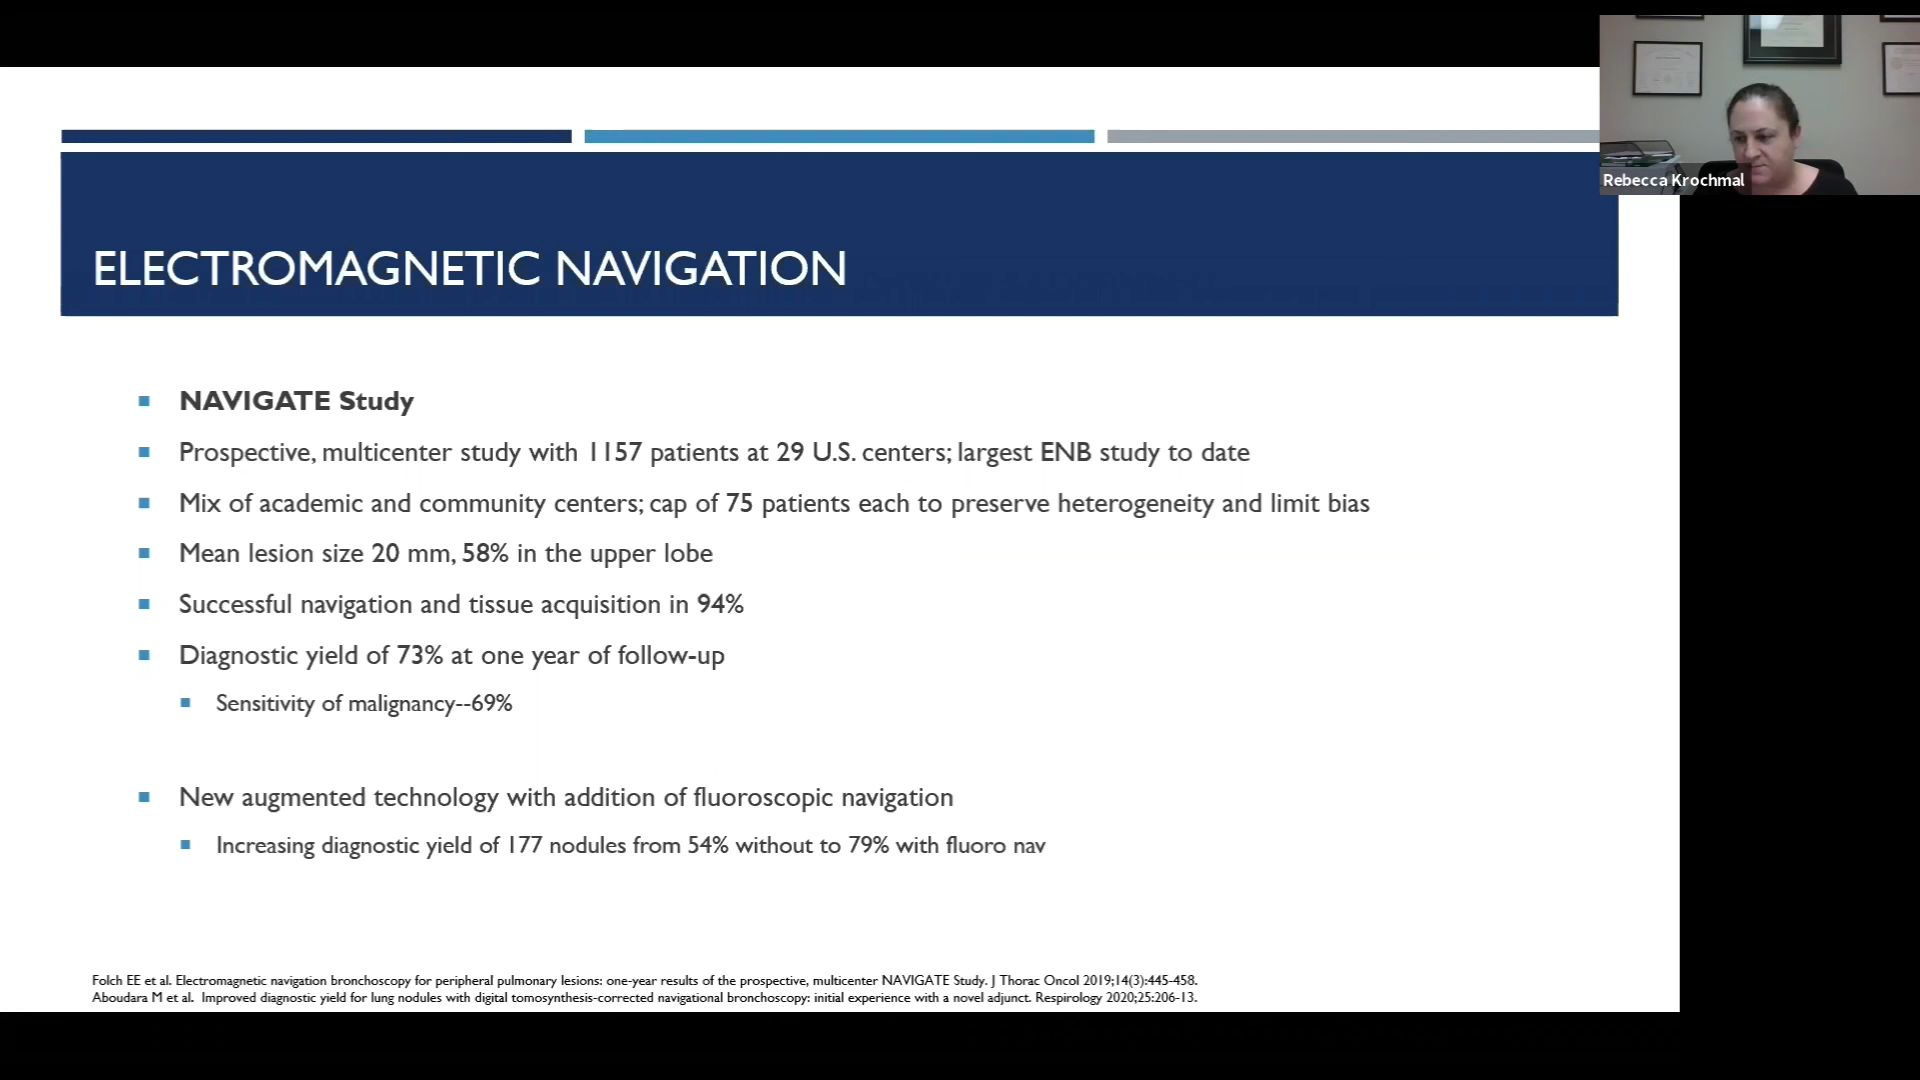 Rebecca Krochmal
ELECTROMAGNETIC NAVIGATION
NAVIGATE Study
Prospective, multicenter study with 1157 patients at 29 U.S. centers; largest ENB study to date
Mix of academic and community centers; cap of 75 patients each to preserve heterogeneity and limit bias
Mean lesion size 20 mm, 58% in the upper lobe
Successful navigation and tissue acquisition in 94%
Diagnostic yield of 73% at one year of follow-up
Sensitivity of malignancy--69%
New augmented technology with addition of fluoroscopic navigation
Increasing diagnostic yield of 177 nodules from 54% without to 79% with fluoro nav
Folch EE et al. Electromagnetic navigation bronchoscopy for peripheral pulmonary lesions: one-year results of the prospective, multicenter NAVIGATE Study. J Thorac Oncol 2019;14(3):445-458.
Aboudara M et al. Improved diagnostic yield for lung nodules with digital tomosynthesis-corrected navigational bronchoscopy: initial experience with a novel adjunct. Respirology 2020;25:206-13.